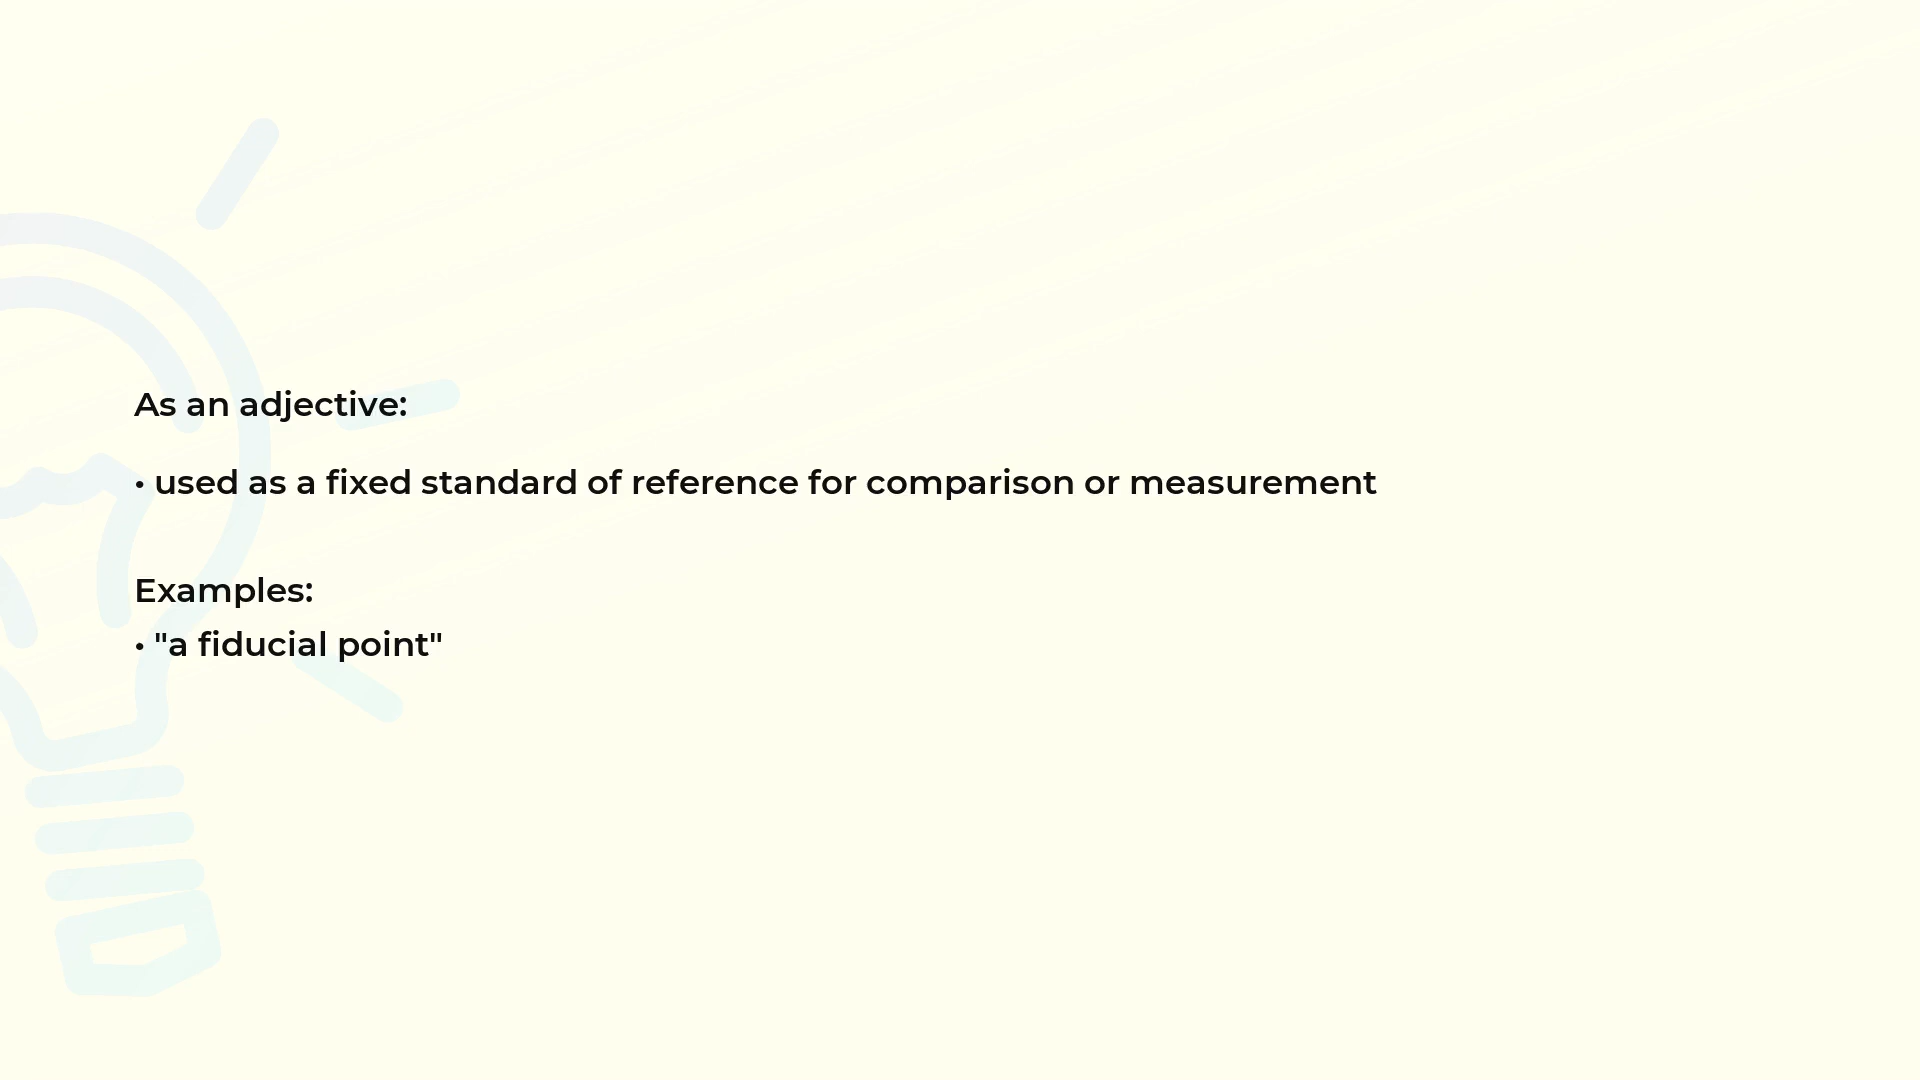 As an adjective:
• used as a fixed standard of reference for comparison or measurement
Examples:
• "a fiducial point"